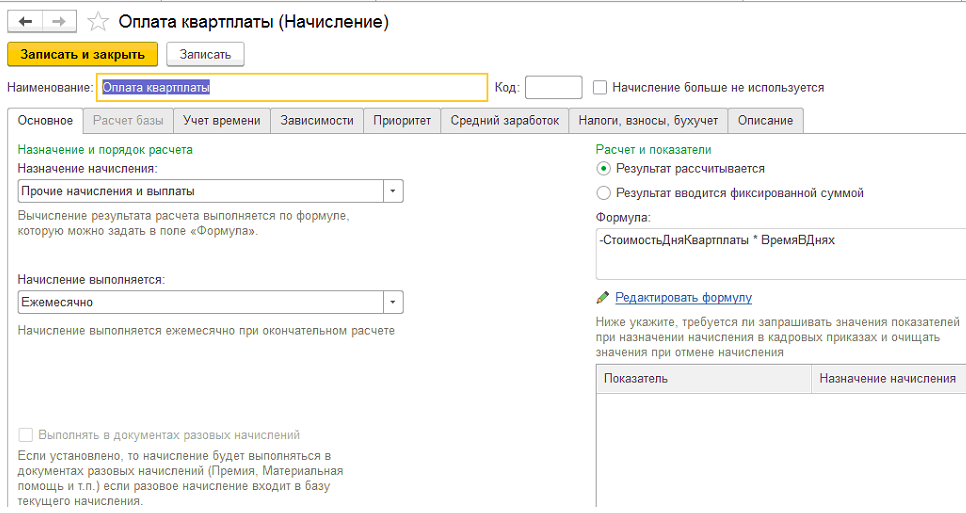 Оплата квартплаты (Начисление)
Записать и закрыть
Записать
Наименование: Оплата квартплаты
Код:
Начисление больше не используется
Основное
Расчет базы
Учет времени
Зависимости
Приоритет
Средний заработок
Налоги, взносы, бухучет
Описание
Назначение и порядок расчета
Назначение начисления:
Прочие начисления и выплаты
Вычисление результата расчета выполняется по формуле,
которую можно задать в поле «Формула».
Начисление выполняется:
Ежемесячно
Начисление выполняется ежемесячно при окончательном расчете
Выполнять в документах разовых начислений
Если установлено, то начисление будет выполняться в
документах разовых начислений (Премия, Материальная
помощь и т.п.) если разовое начисление входит в базу
текущего начисления.
Расчет и показатели
Результат рассчитывается
Результат вводится фиксированной суммой
Формула:
-СтоимостьДняКвартплаты * ВремяВДнях
Редактировать формулу
Ниже укажите, требуется ли запрашивать значения показателей
при назначении начисления в кадровых приказах и очищать
значения при отмене начисления
Показатель
Назначение начисления